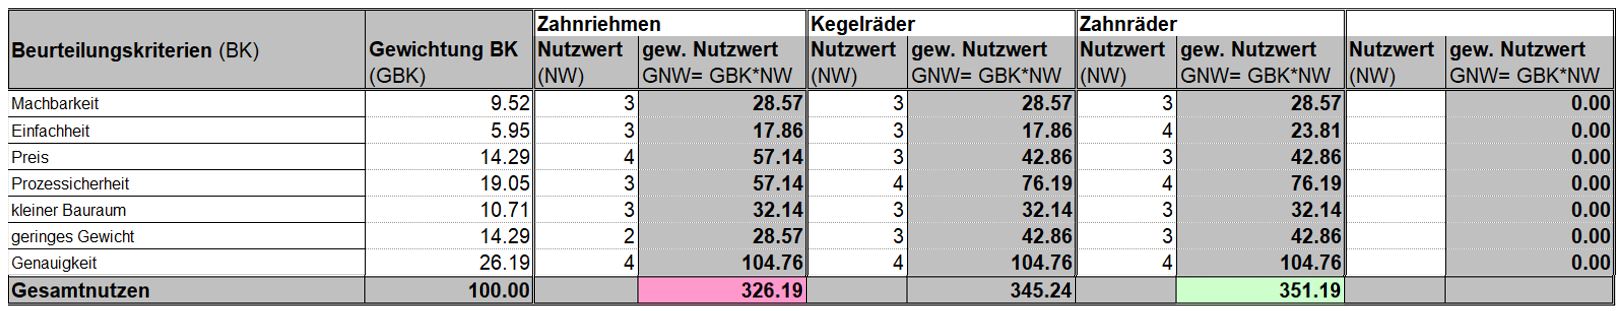 Zahnriemen Kegelräder Zahnräder
Beurteilungskriterien (BK) Gewichtung BK Nutzwert gew. Nutzwert Nutzwert gew. Nutzwert Nutzwert gew. Nutzwert Nutzwert gew. Nutzwert
(GBK) (NW) GNW= GBK*NW (NW) GNW= GBK*NW (NW) GNW= GBK*NW (NW) GNW= GBK*NW
Machbarkeit 9.52 3 28.57 3 28.57 3 28.57 0.00
Einfachheit 5.95 3 17.86 3 17.86 4 23.81 0.00
Preis 14.29 4 57.14 3 42.86 3 42.86 0.00
Prozessicherheit 19.05 3 57.14 4 76.19 4 76.19 0.00
kleiner Bauraum 10.71 3 32.14 3 32.14 3 32.14 0.00
geringes Gewicht 14.29 2 28.57 3 42.86 3 42.86 0.00
Genauigkeit 26.19 4 104.76 4 104.76 4 104.76 0.00
Gesamtnutzen 100.00 326.19 345.24 351.19